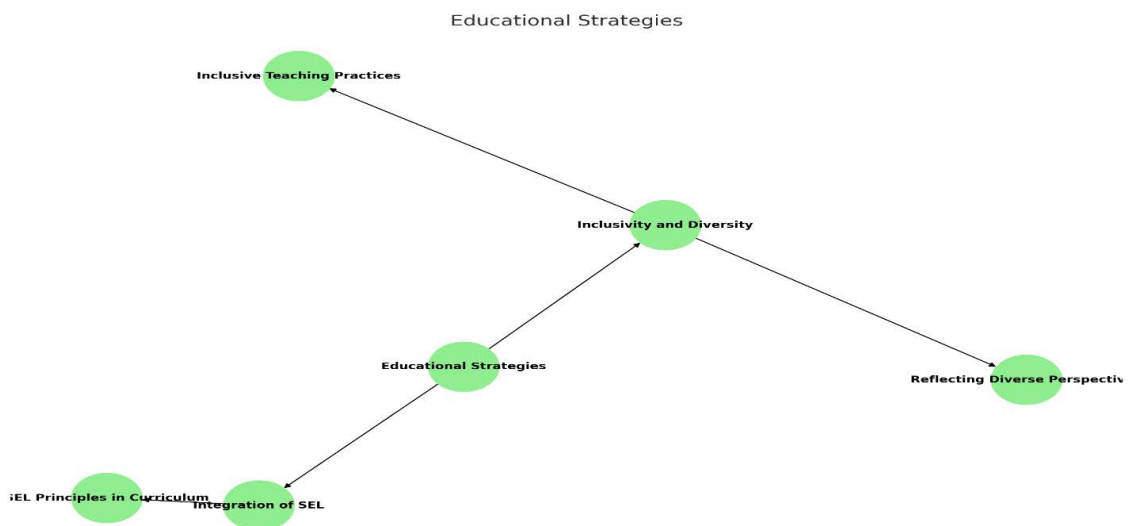 Educational Strategies
Inclusive Teaching Practices
Inclusivity and Diversity
Educational Strategies
Reflecting Diverse Perspectiv
SEL Principles in Curriculum
Integration of SEL